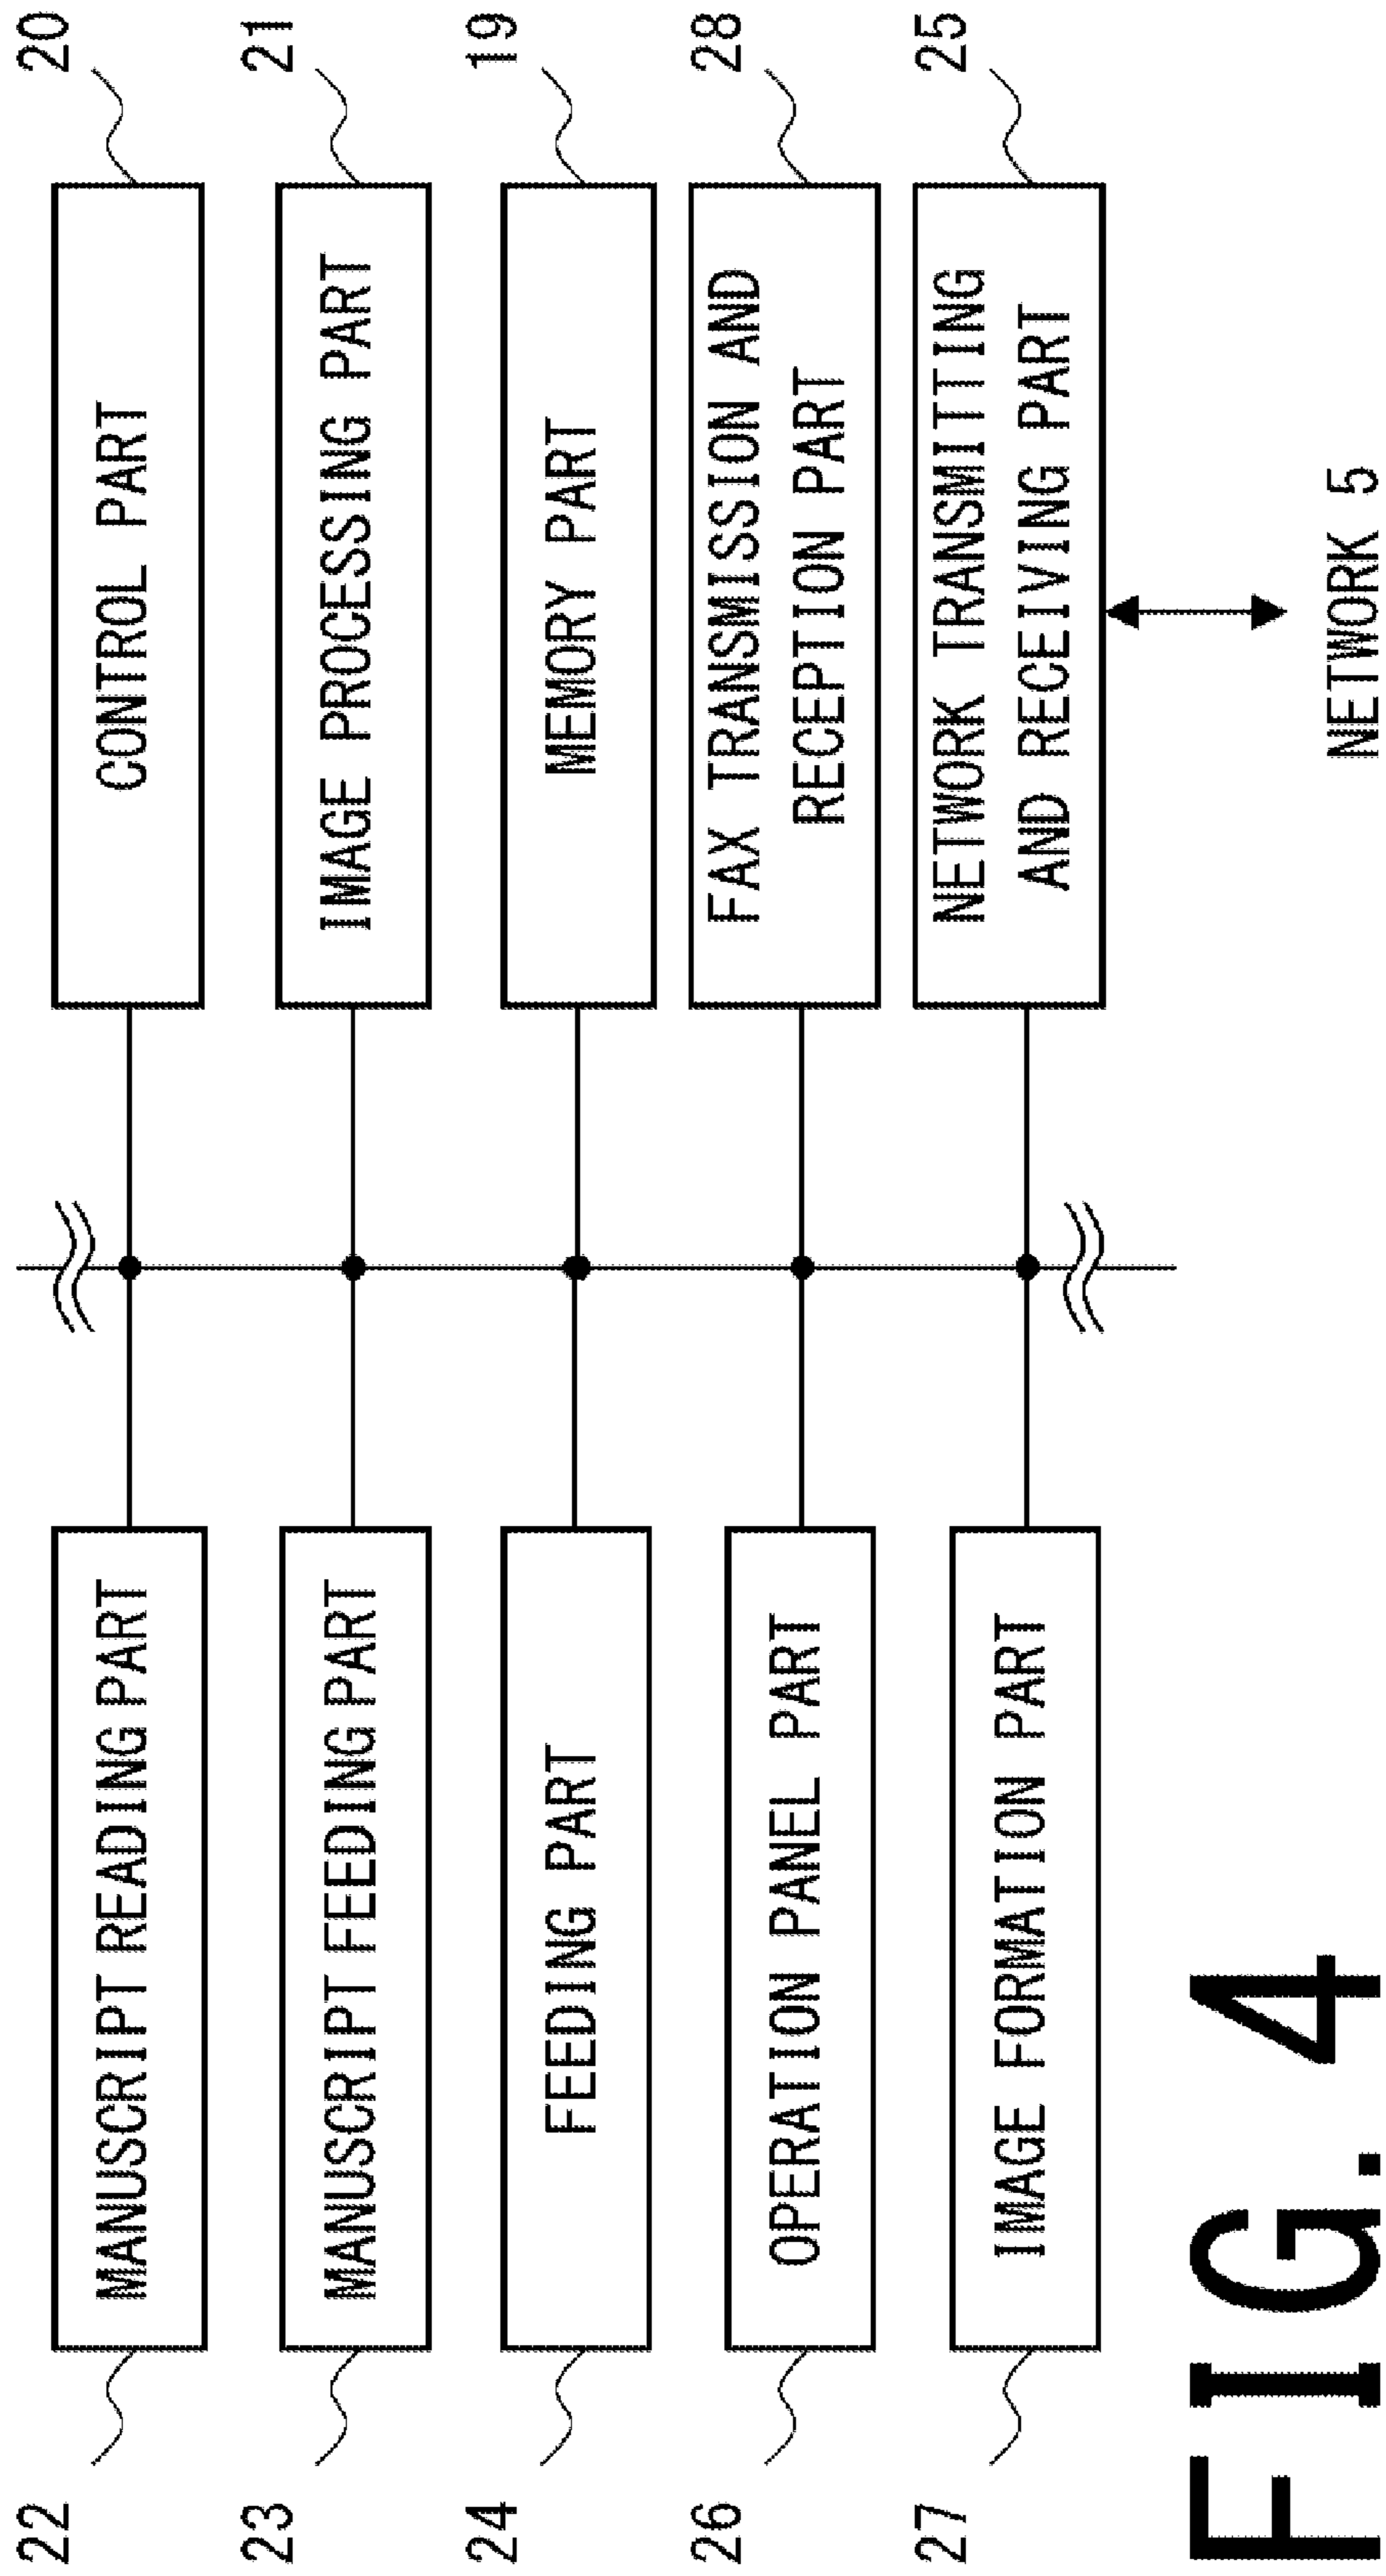 22
MANUSCRIPT READING PART
CONTROL PART
20
23
MANUSCRIPT FEEDING PART
IMAGE PROCESSING PART
21
24
FEEDING PART
MEMORY PART
19
26
OPERATION PANEL PART
FAX TRANSMISSION AND
RECEPTION PART
28
27
IMAGE FORMATION PART
NETWORK TRANSMITTING
AND RECEIVING PART
25
NETWORK 5
FIG. 4